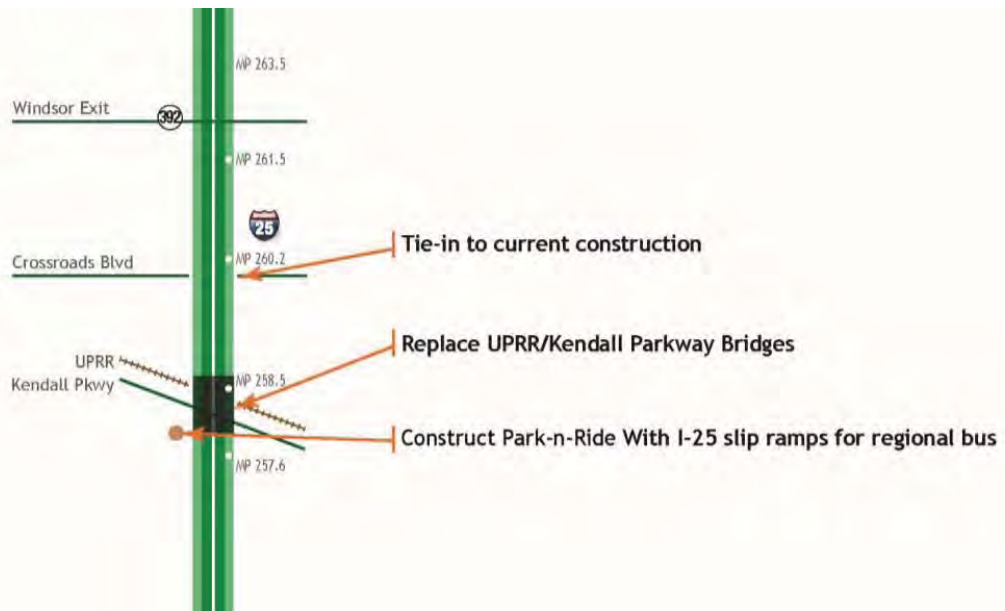 MP 263.5
Windsor Exit
392
MP 261.5
25
Tie-in to current construction
MP 260.2
Crossroads Blvd
Replace UPRR/Kendall Parkway Bridges
UPRR
MP 258.5
Kendall Pkwy
Construct Park-n-Ride With I-25 slip ramps for regional bus
MP 257.6